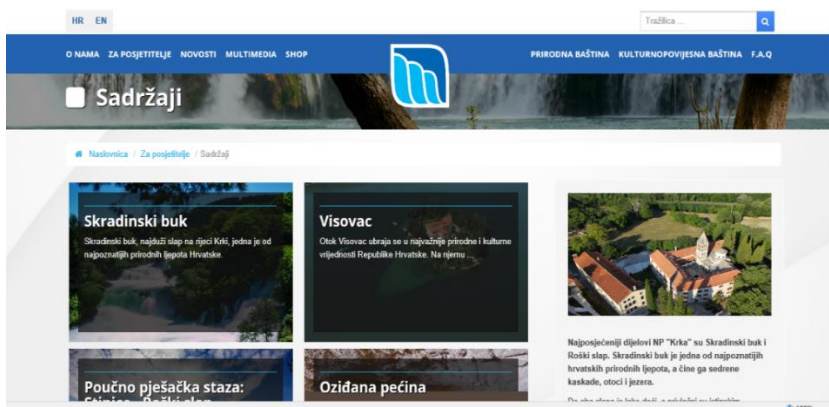 HR EN
Tražilica ...
O NAMA ZA POSJETITELJE NOVOSTI MULTIMEDIA SHOP
PRIRODNA BAŠTINA KULTURNOPOVIJESNA BAŠTINA F.A.Q
Sadržaji
Naslovnica / Za posjetitelje / Sadržaji
Skradinski buk
Skradinski buk, najduži slap na rijeci Krki, jedna je od
najpoznatijih prirodnih ljepota Hrvatske.
Visovac
Otok Visovac ubraja se u najvažnije prirodne i kulturne
vrijednosti Republike Hrvatske. Na njemu ...
Poučno pješačka staza:
Stinice - Roški slap
Oziđana pećina
Najposjećeniji dijelovi NP "Krka" su Skradinski buk i
Roški slap. Skradinski buk je jedna od najpoznatijih
hrvatskih prirodnih ljepota, a čine ga sedrene
kaskade, otoci i jezera.